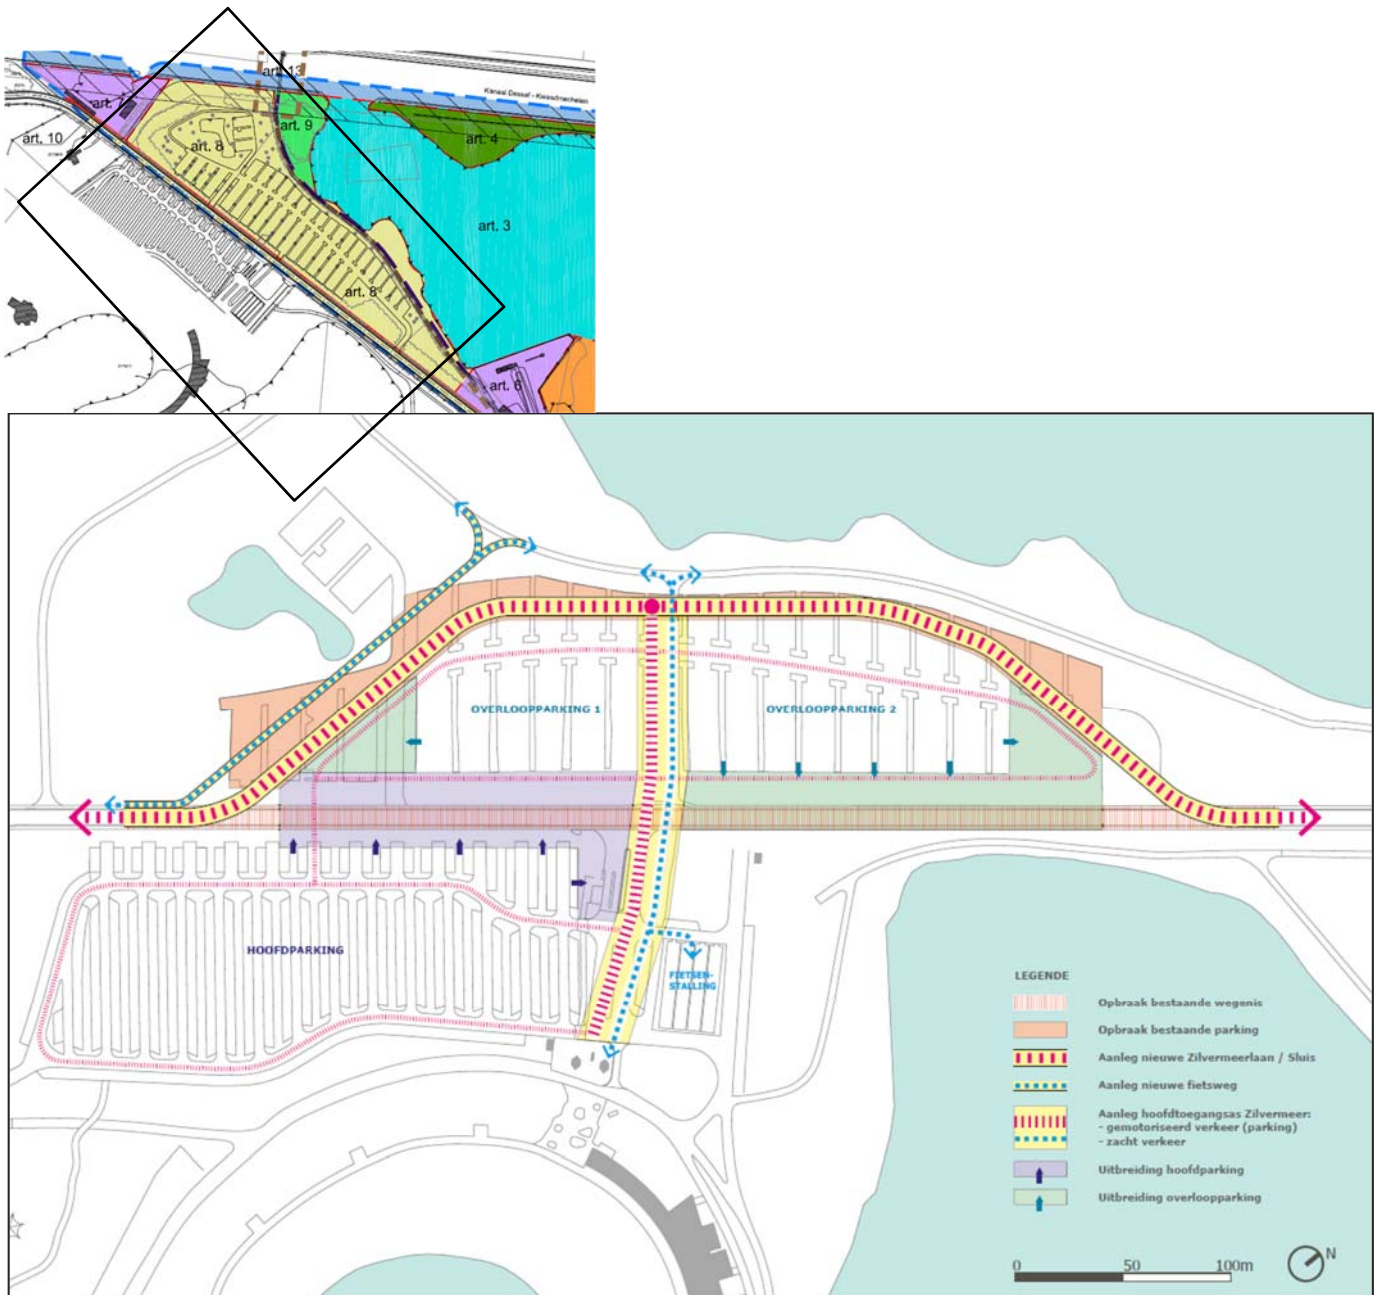 art. 13
Kanaal Dessel - Kwaadmechelen
art. 7
art. 9
art. 10
art. 8
art. 4
art. 3
art. 8
art. 6
OVERLOOPPARKING 1
OVERLOOPPARKING 2
HOOFDPARKING
FIETSEN-
STALLING
LEGENDE
Opbraak bestaande wegenis
Opbraak bestaande parking
Aanleg nieuwe Zilvermeerlaan / Sluis
Aanleg nieuwe fietsweg
Aanleg hoofdtoegangsas Zilvermeer:
- gemotoriseerd verkeer (parking)
- zacht verkeer
Uitbreiding hoofdparking
Uitbreiding overloopparking
0 50 100m
N